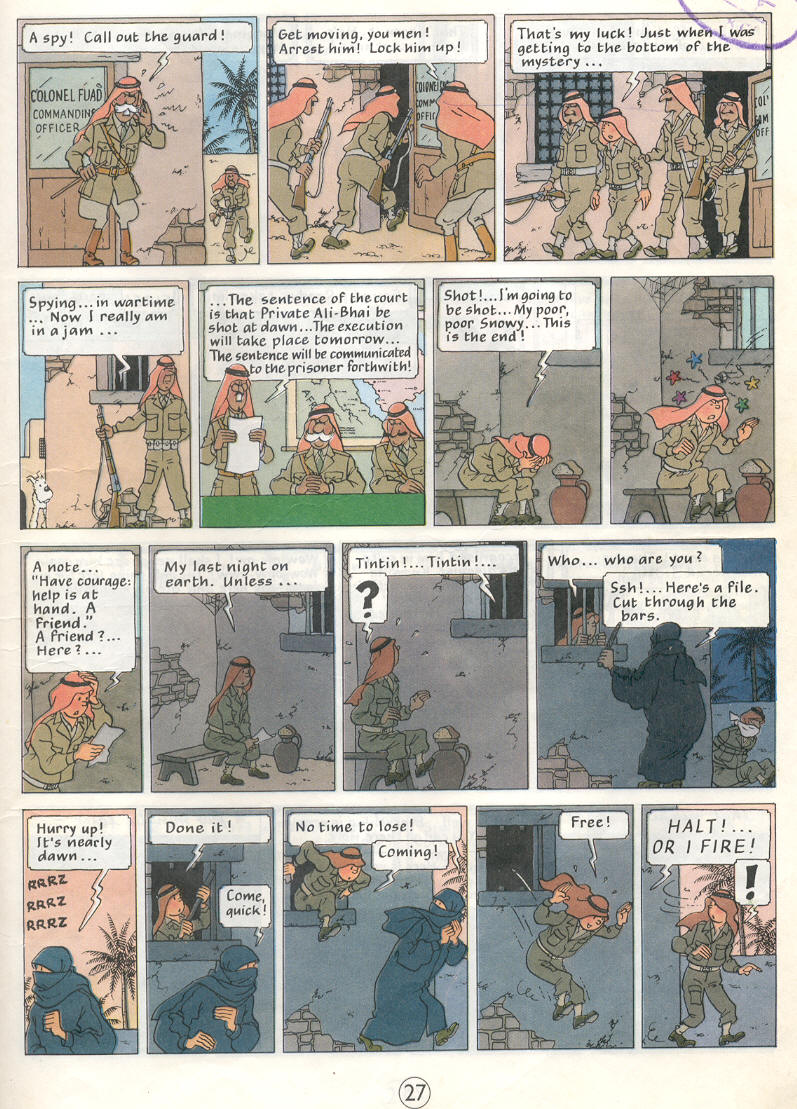 A spy! Call out the guard!
COLONEL FUAD
COMMANDING
OFFICER
Get moving, you men!
Arrest him! Lock him up!
That's my luck! Just when I was
getting to the bottom of the
mystery ...
Spying... in wartime
... Now I really am
in a jam ...
...The sentence of the court
is that Private Ali-Bhai be
shot at dawn...The execution
will take place tomorrow...
The sentence will be communicated
to the prisoner forthwith!
Shot!...I'm going to
be shot... My poor,
poor Snowy... This
is the end!
A note...
"Have courage:
help is at
hand. A
Friend."
A friend?...
Here?...
My last night on
earth. Unless ...
Tintin!... Tintin!...
?
Who... who are you?
Ssh!... Here's a file.
Cut through the
bars.
Hurry up!
It's nearly
dawn...
RRRZ
RRRZ
RRRZ
Done it!
Come,
quick!
No time to lose!
Coming!
Free!
HALT!...
OR I FIRE!
!
27